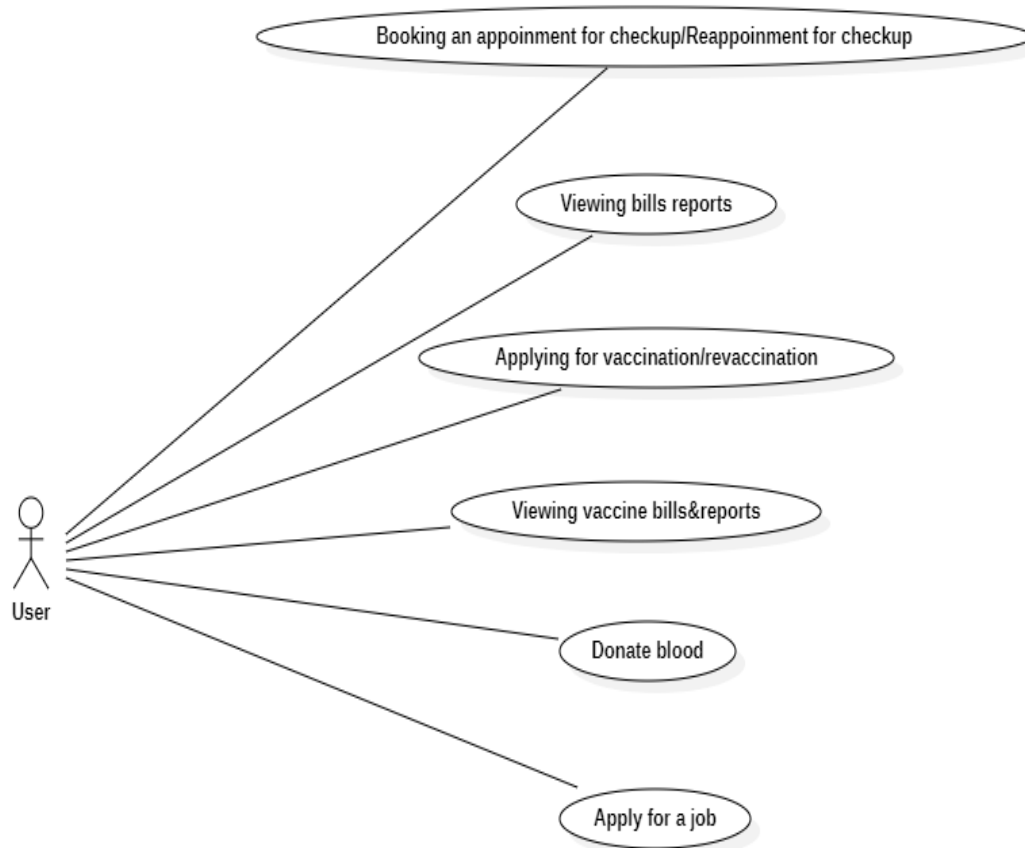 Booking an appoinment for checkup/Reappoinment for checkup
Viewing bills reports
Applying for vaccination/revaccination
Viewing vaccine bills&reports
User
Donate blood
Apply for a job